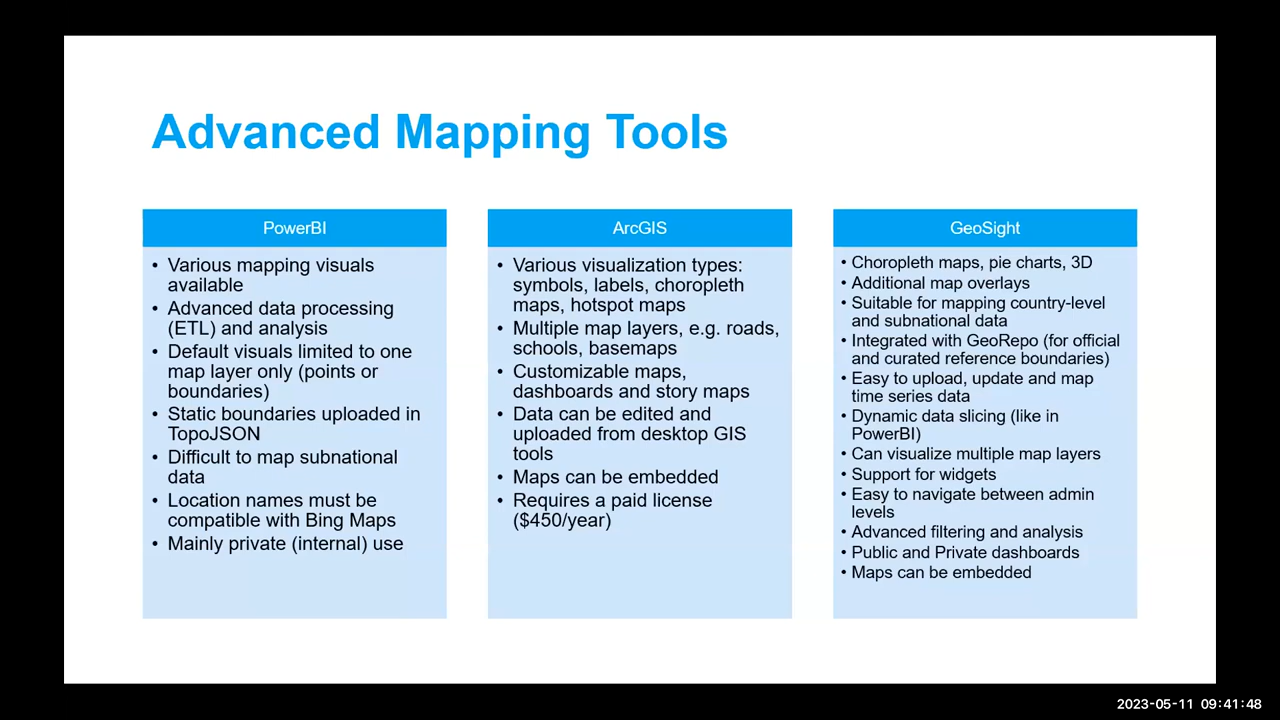 Advanced Mapping Tools
PowerBI
• Various mapping visuals
available
• Advanced data processing
(ETL) and analysis
• Default visuals limited to one
map layer only (points or
boundaries)
• Static boundaries uploaded in
TopoJSON
• Difficult to map subnational
data
• Location names must be
compatible with Bing Maps
• Mainly private (internal) use
ArcGIS
• Various visualization types:
symbols, labels, choropleth
maps, hotspot maps
• Multiple map layers, e.g. roads,
schools, basemaps
• Customizable maps,
dashboards and story maps
• Data can be edited and
uploaded from desktop GIS
tools
• Maps can be embedded
• Requires a paid license
($450/year)
GeoSight
• Choropleth maps, pie charts, 3D
• Additional map overlays
• Suitable for mapping country-level
and subnational data
• Integrated with GeoRepo (for official
and curated reference boundaries)
• Easy to upload, update and map
time series data
• Dynamic data slicing (like in
PowerBI)
• Can visualize multiple map layers
• Support for widgets
• Easy to navigate between admin
levels
• Advanced filtering and analysis
• Public and Private dashboards
• Maps can be embedded
2023-05-11 09:41:48